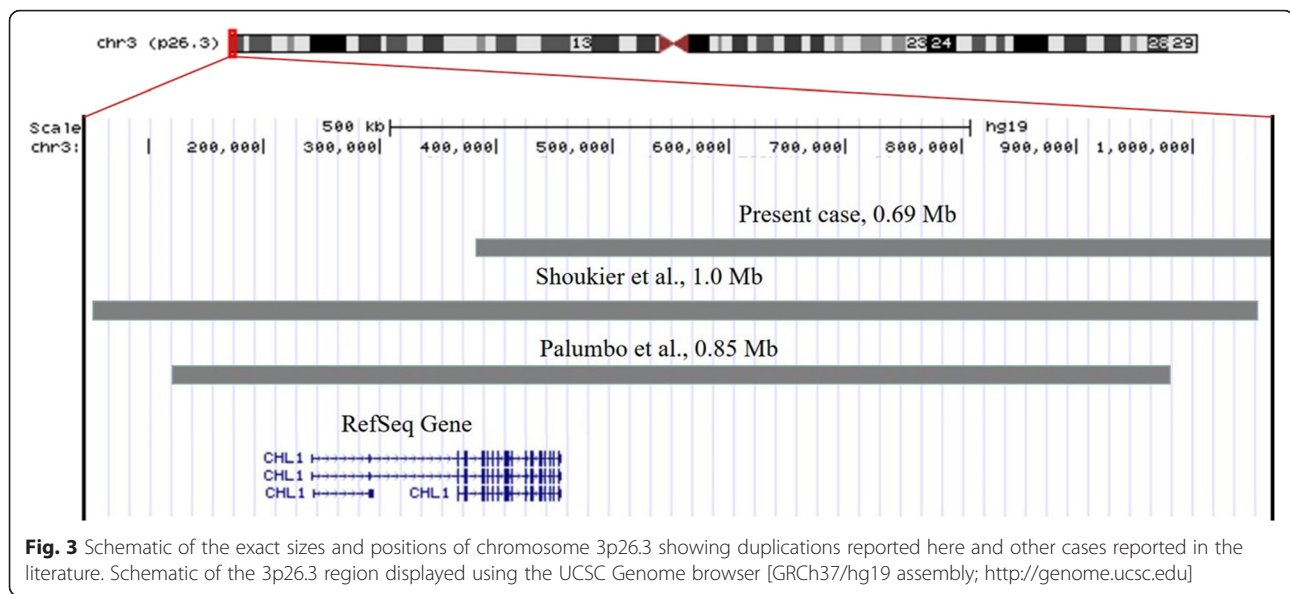 chr3 (p26.3) 13 23 24 28 29
Scale 500 kb hg19
chr3: 200,000 300,000 400,000 500,000 600,000 700,000 800,000 900,000 1,000,000
Present case, 0.69 Mb
Shoukier et al., 1.0 Mb
Palumbo et al., 0.85 Mb
RefSeq Gene
CHL1
CHL1
CHL1 CHL1
Fig. 3 Schematic of the exact sizes and positions of chromosome 3p26.3 showing duplications reported here and other cases reported in the
literature. Schematic of the 3p26.3 region displayed using the UCSC Genome browser [GRCh37/hg19 assembly; http://genome.ucsc.edu]